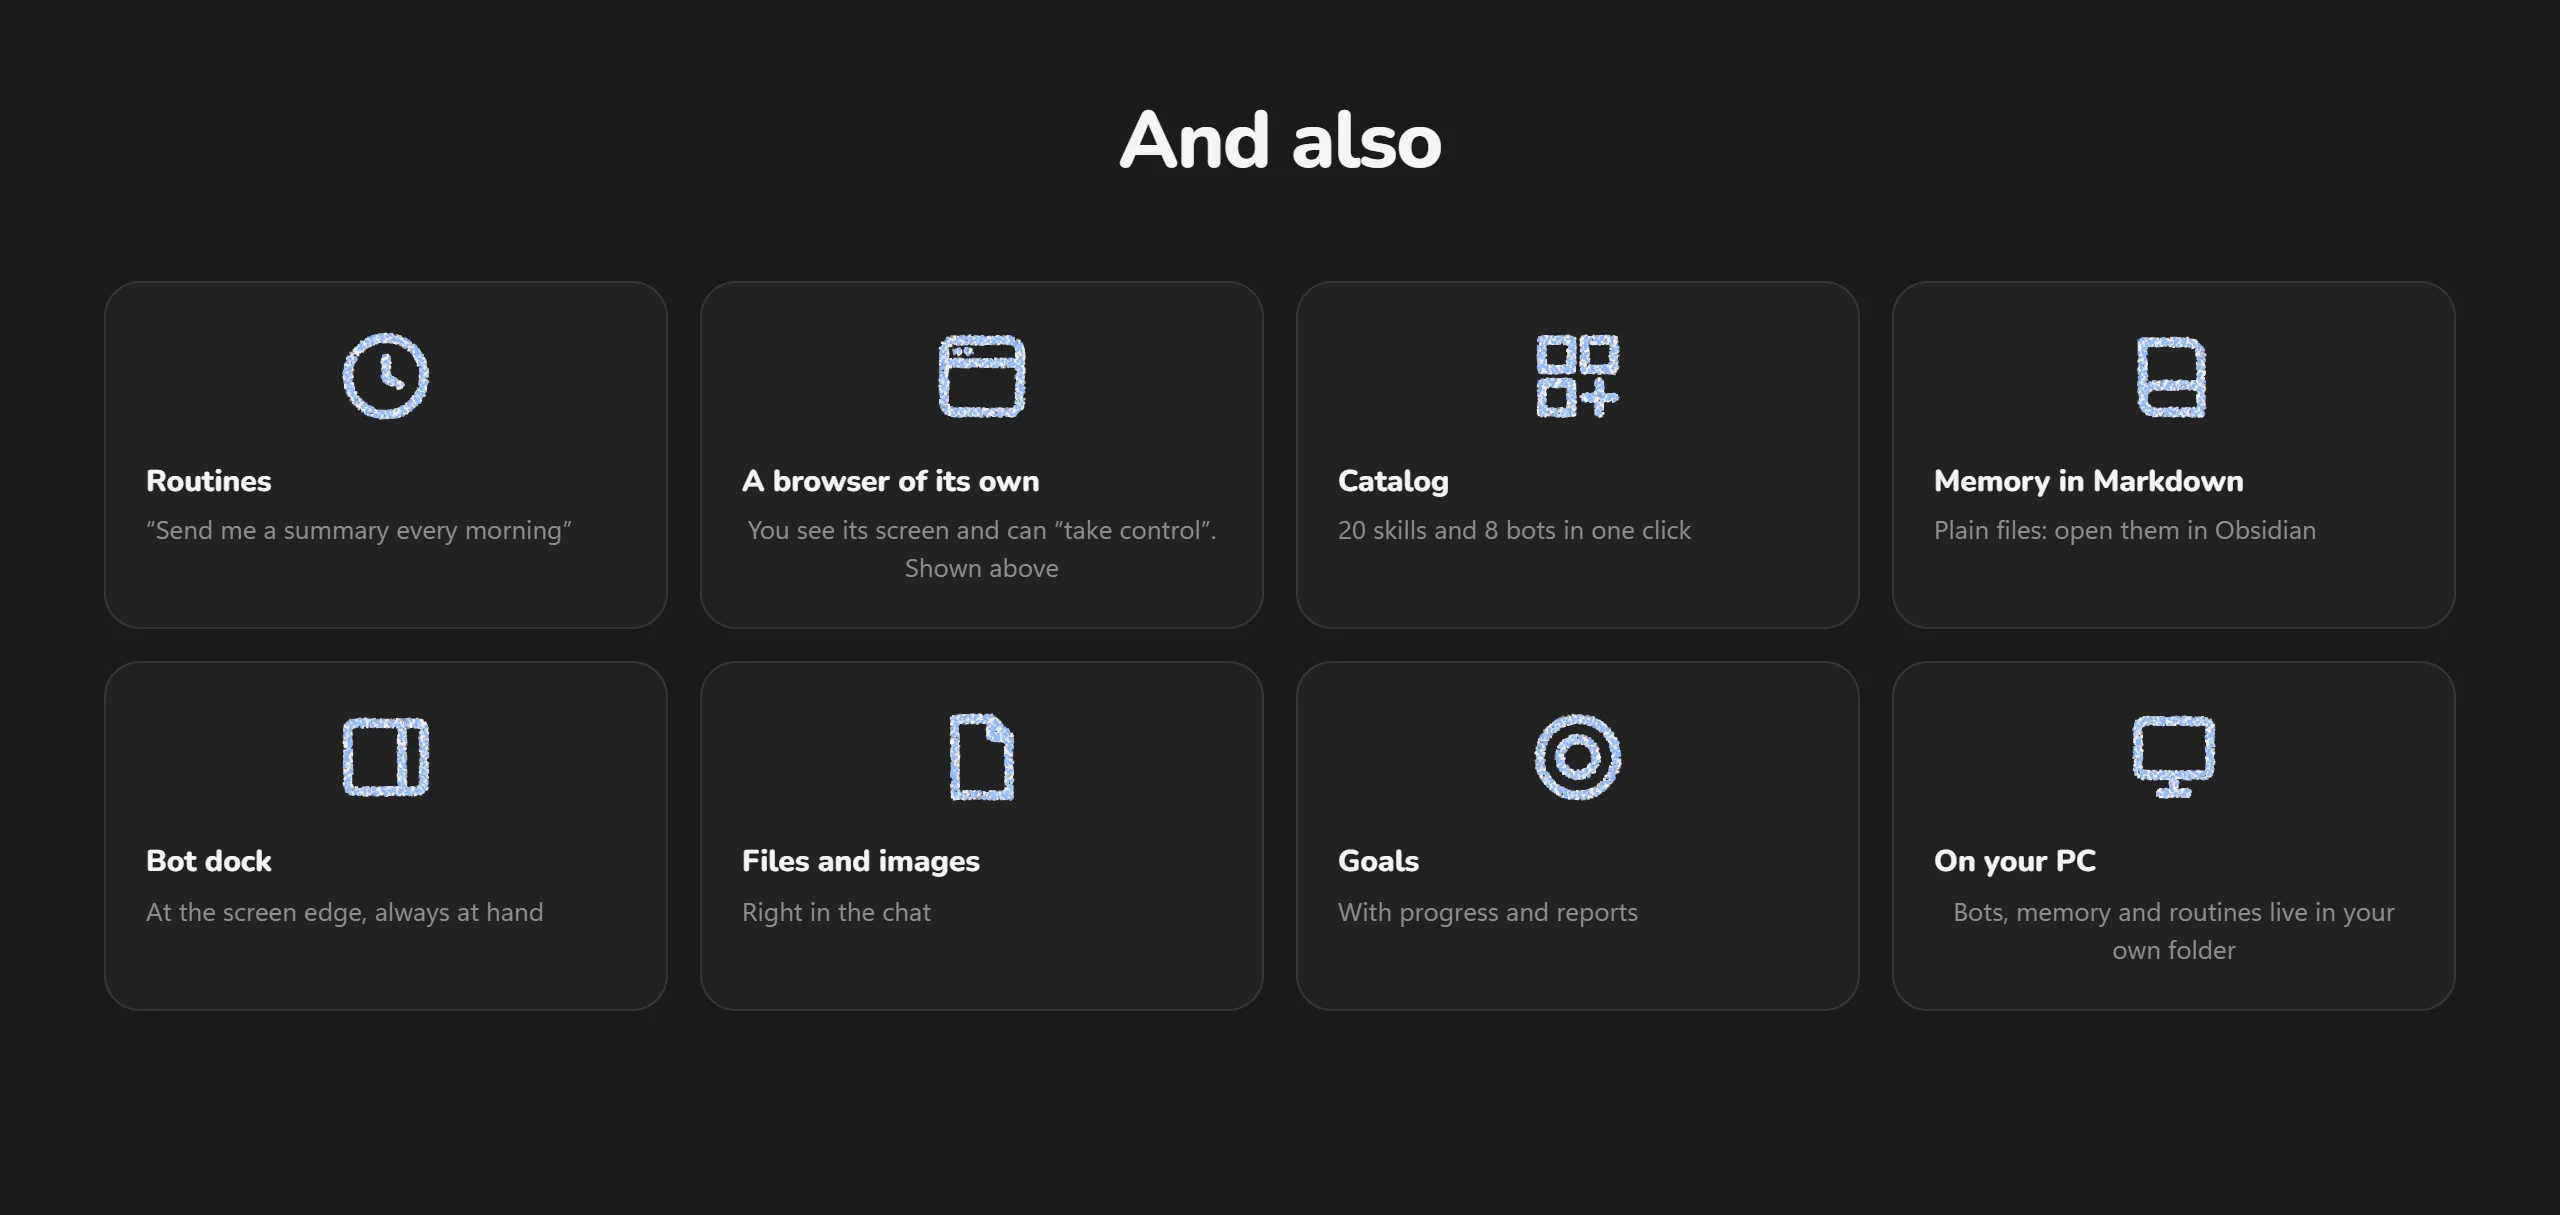 And also
Routines
“Send me a summary every morning”
A browser of its own
You see its screen and can “take control”.
Shown above
Catalog
20 skills and 8 bots in one click
Memory in Markdown
Plain files: open them in Obsidian
Bot dock
At the screen edge, always at hand
Files and images
Right in the chat
Goals
With progress and reports
On your PC
Bots, memory and routines live in your
own folder